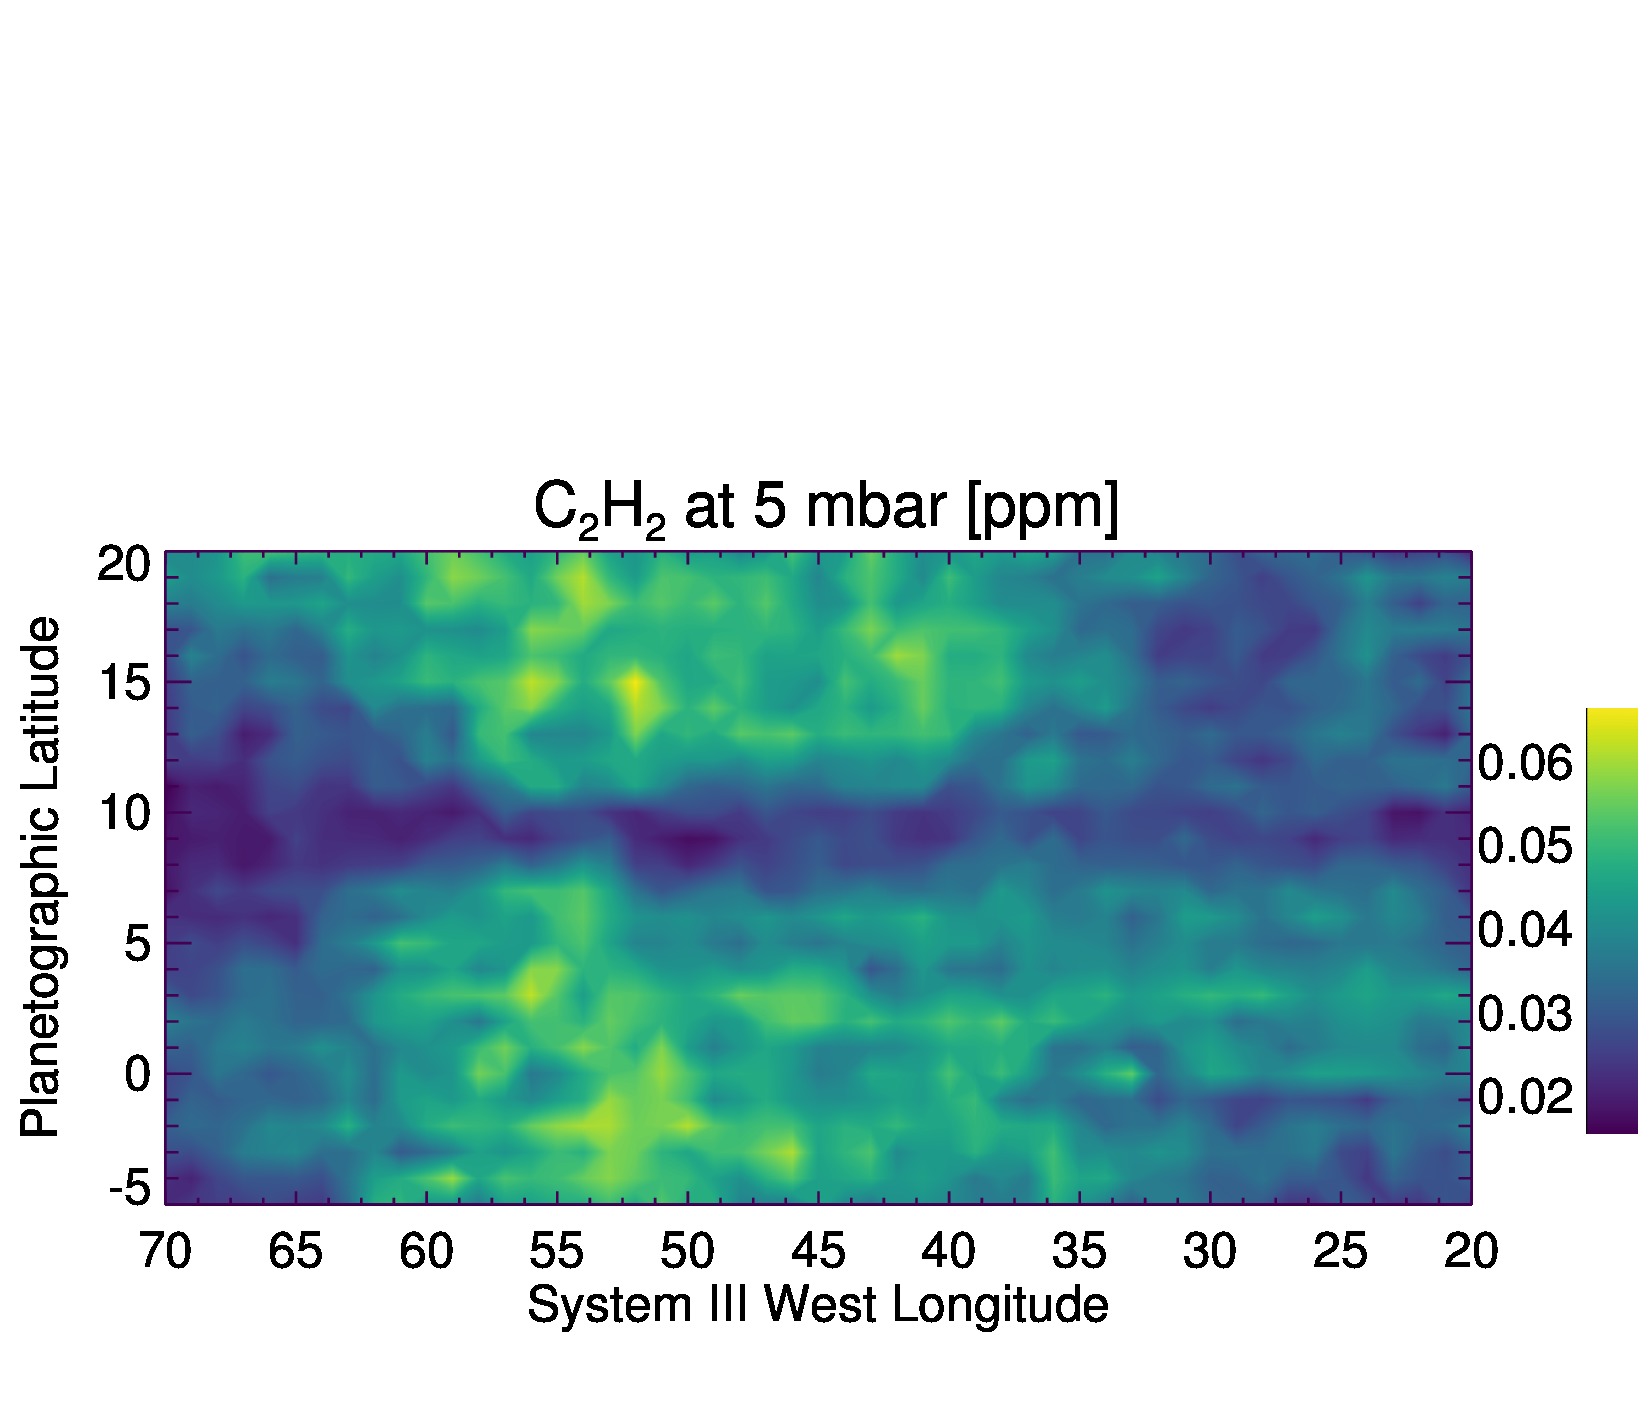 C₂H₂ at 5 mbar [ppm]
Planetographic Latitude
20
15
10
5
0
-5
70 65 60 55 50 45 40 35 30 25 20
System III West Longitude
0.06
0.05
0.04
0.03
0.02